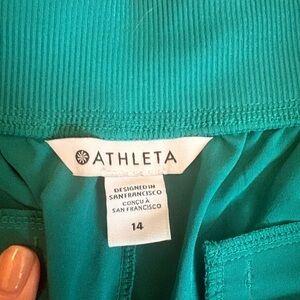 ATHLETA
DESIGNED IN
SAN FRANCISCO
CONÇU À
SAN FRANCISCO
14